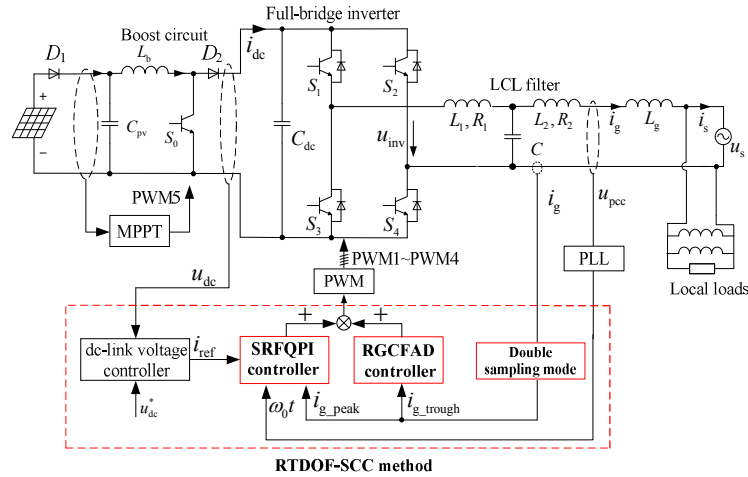 Full-bridge inverter
Boost circuit
D1
Lb
D2
idc
+
−
Cpv
S0
Cdc
S1
S2
S3
S4
uinv
LCL filter
L1, R1
L2, R2
C
ig
Lg
is
us
ig
upcc
PWM5
MPPT
PWM1~PWM4
PWM
PLL
Local loads
udc
+
+
dc-link voltage
controller
iref
SRFQPI
controller
RGCFAD
controller
Double
sampling mode
u*dc
ω0t
ig_peak
ig_trough
RTDOF-SCC method